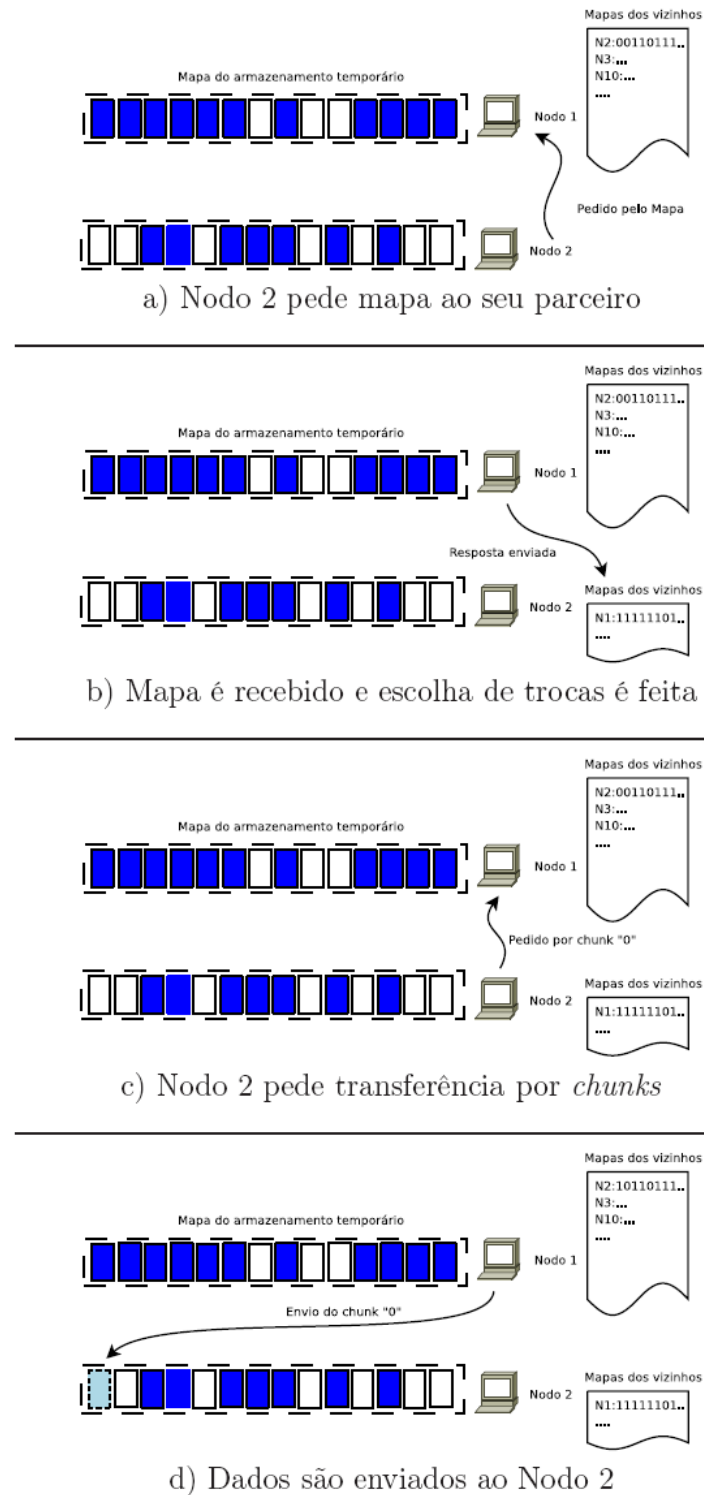 Mapas dos vizinhos
N2:00110111..
Mapa do armazenamento temporário
N3:...
N10:...
....
Nodo 1
Pedido pelo Mapa
Nodo 2
a) Nodo 2 pede mapa ao seu parceiro
Mapas dos vizinhos
N2:00110111..
N3:...
Mapa do armazenamento temporário
N10:...
....
Nodo 1
Resposta enviada
Mapas dos vizinhos
Nodo 2
N1:11111101..
....
b) Mapa é recebido e escolha de trocas é feita
Mapas dos vizinhos
N2:00110111..
N3:...
Mapa do armazenamento temporário
N10:...
....
Nodo 1
Pedido por chunk "0"
Mapas dos vizinhos
Nodo 2
N1:11111101..
....
c) Nodo 2 pede transferência por chunks
Mapas dos vizinhos
N2:10110111..
N3:...
Mapa do armazenamento temporário
N10:...
....
Nodo 1
Envio do chunk "0"
Mapas dos vizinhos
Nodo 2
N1:11111101..
....
d) Dados são enviados ao Nodo 2